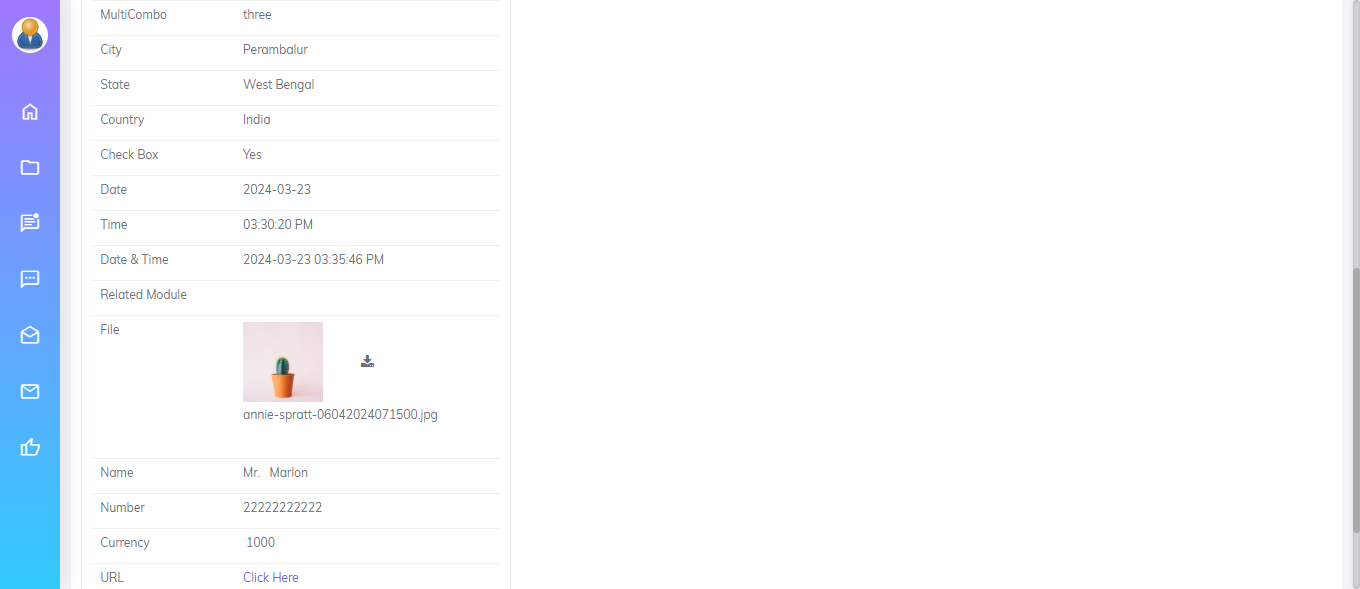 MultiCombo three
City Perambalur
State West Bengal
Country India
Check Box Yes
Date 2024-03-23
Time 03:30:20 PM
Date & Time 2024-03-23 03:35:46 PM
Related Module
File
annie-spratt-06042024071500.jpg
Name Mr. Marlon
Number 22222222222
Currency 1000
URL Click Here